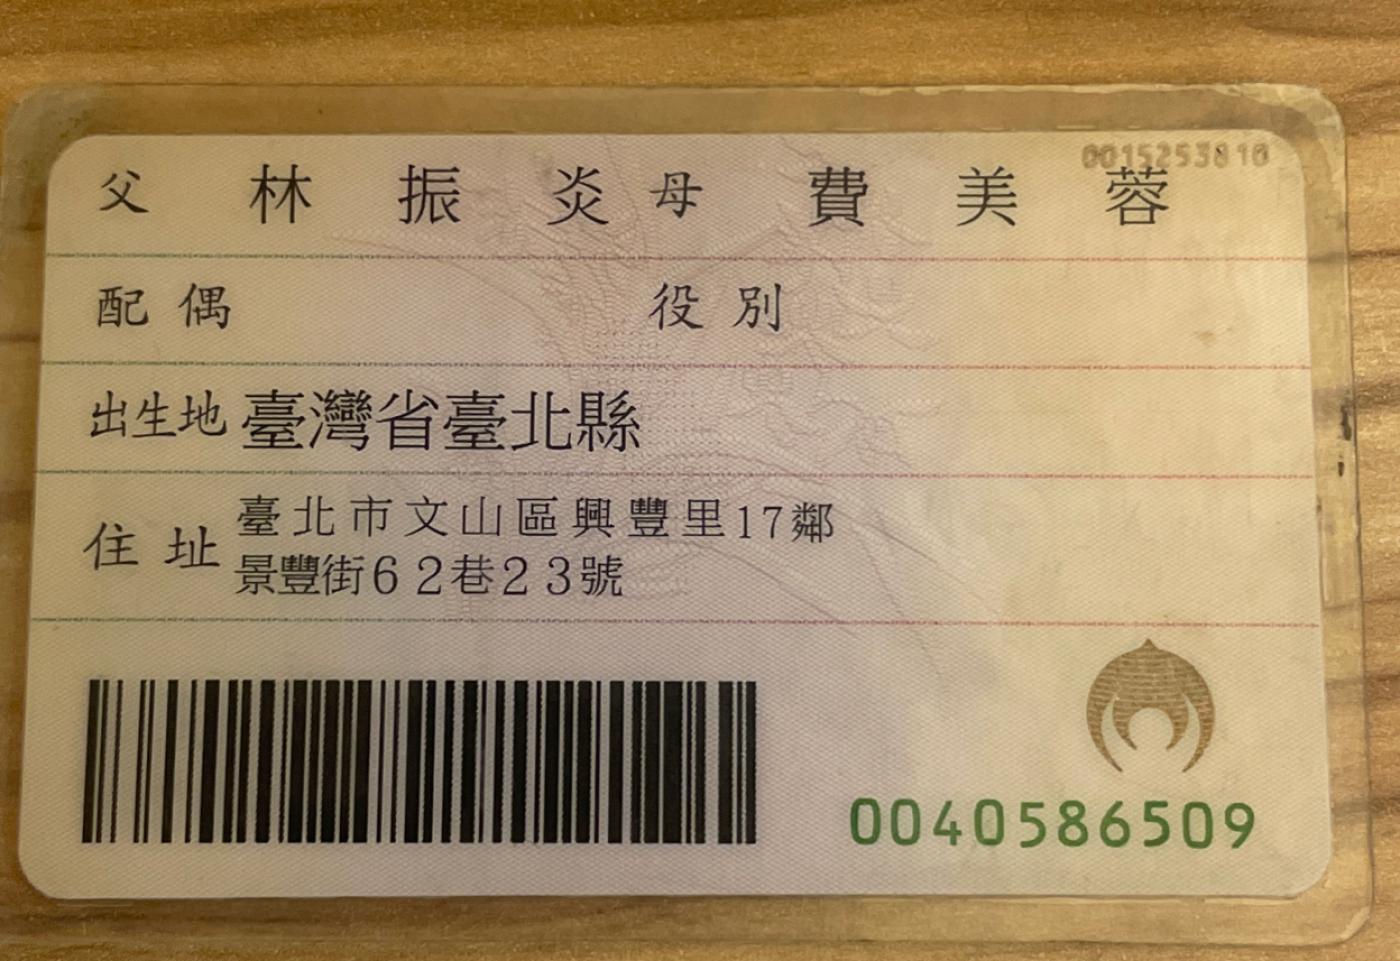 0015253810
父 林 振 炎 母 費 美 蓉
配偶 役別
出生地 臺灣省臺北縣
住址 臺北市文山區興豐里17鄰
景豐街62巷23號
0040586509